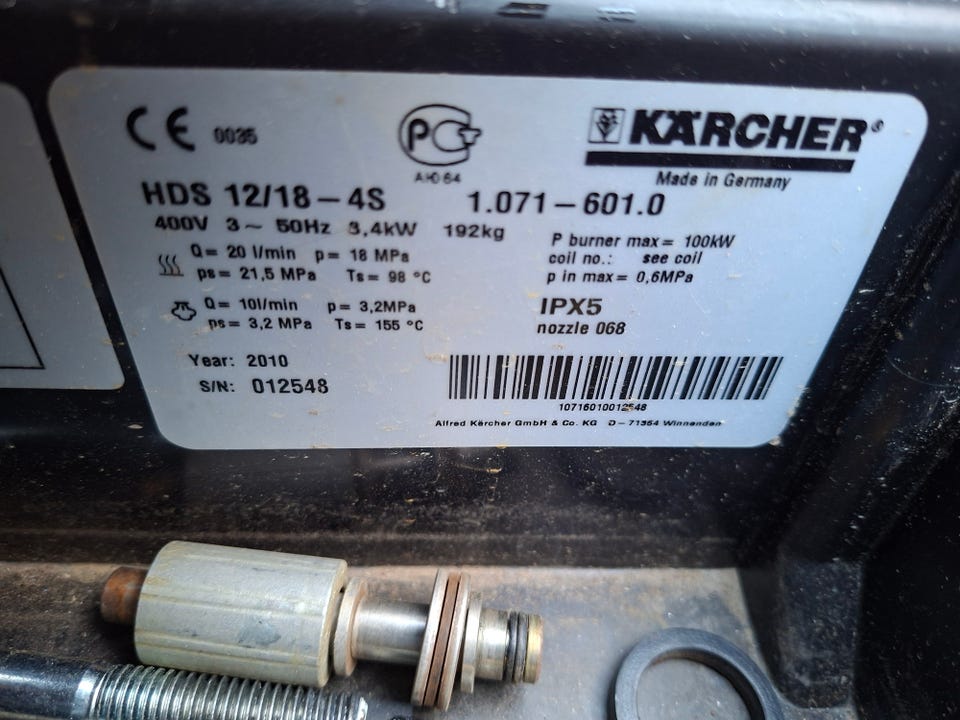 CE 0035
PC
KÄRCHER®
Made in Germany
HDS 12/18-4S 1.071-601.0
400V 3~ 50Hz 8,4kW 192kg
Q= 20 l/min p= 18 MPa
ps= 21,5 MPa Ts= 98 °C
P burner max= 100kW
coil no.: see coil
p in max= 0,6MPa
Q= 10l/min p= 3,2MPa
ps= 3,2 MPa Ts= 155 °C
IPX5
nozzle 068
Year: 2010
S/N: 012548
10716010012548
Alfred Kärcher GmbH & Co. KG D-71364 Winnenden